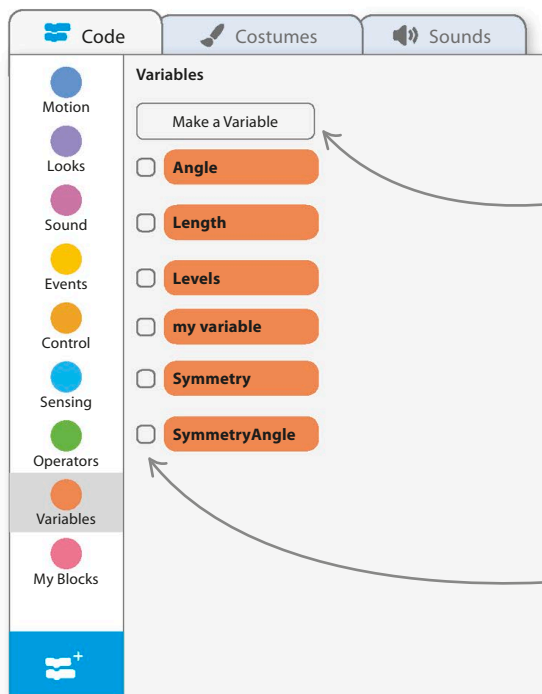 Code
Costumes
Sounds
Motion
Looks
Sound
Events
Control
Sensing
Operators
Variables
My Blocks
Variables
Make a Variable
Angle
Length
Levels
my variable
Symmetry
SymmetryAngle